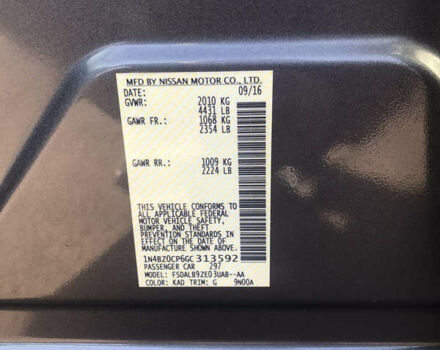 MFD BY NISSAN MOTOR CO., LTD.
DATE: 09/16
GVWR: 2010 KG
4431 LB
GAWR FR.: 1068 KG
2354 LB
GAWR RR.: 1009 KG
2224 LB
THIS VEHICLE CONFORMS TO
ALL APPLICABLE FEDERAL
MOTOR VEHICLE SAFETY,
BUMPER, AND THEFT
PREVENTION STANDARDS IN
EFFECT ON THE DATE OF
MANUFACTURE SHOWN ABOVE.
1N4BZ0CP6GC 313592
PASSENGER CAR 297
MODEL: FSDALB9ZE03UAB--AA
COLOR: KAD TRIM: G 9N00A